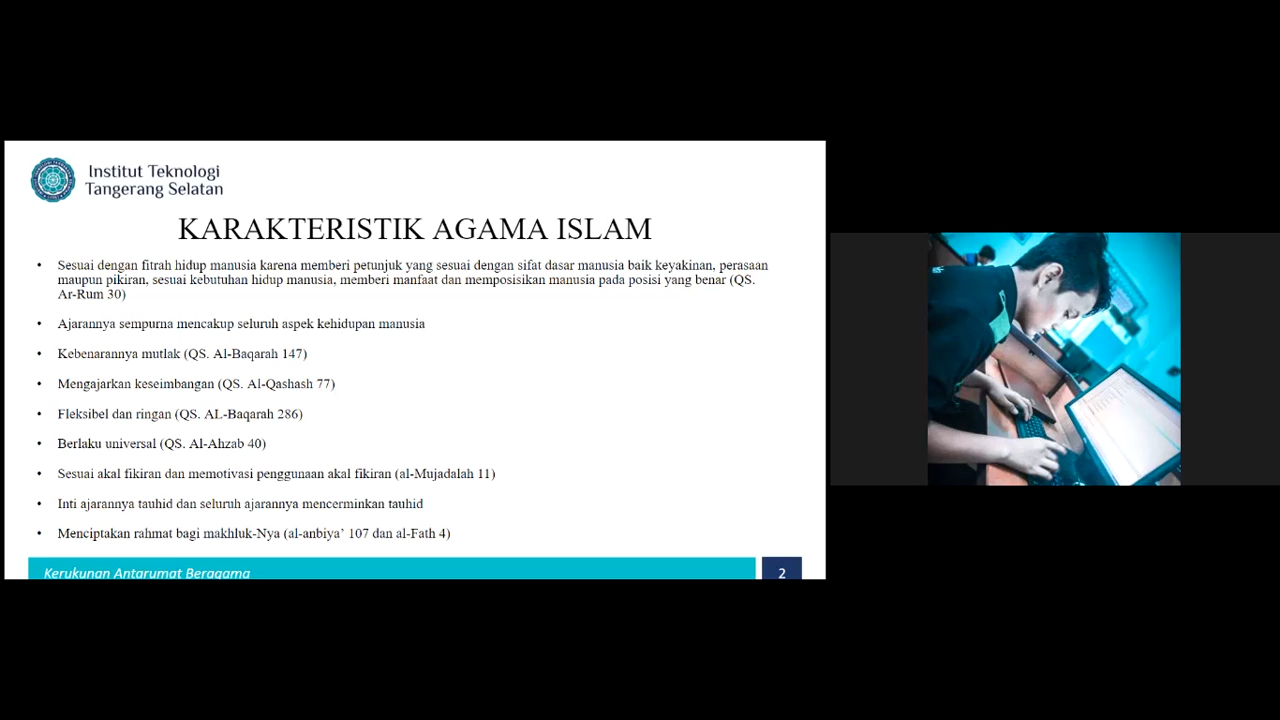 Institut Teknologi
Tangerang Selatan
KARAKTERISTIK AGAMA ISLAM
• Sesuai dengan fitrah hidup manusia karena memberi petunjuk yang sesuai dengan sifat dasar manusia baik keyakinan, perasaan
maupun pikiran, sesuai kebutuhan hidup manusia, memberi manfaat dan memposisikan manusia pada posisi yang benar (QS.
Ar-Rum 30)
• Ajarannya sempurna mencakup seluruh aspek kehidupan manusia
• Kebenarannya mutlak (QS. Al-Baqarah 147)
• Mengajarkan keseimbangan (QS. Al-Qashash 77)
• Fleksibel dan ringan (QS. AL-Baqarah 286)
• Berlaku universal (QS. Al-Ahzab 40)
• Sesuai akal fikiran dan memotivasi penggunaan akal fikiran (al-Mujadalah 11)
• Inti ajarannya tauhid dan seluruh ajarannya mencerminkan tauhid
• Menciptakan rahmat bagi makhluk-Nya (al-anbiya’ 107 dan al-Fath 4)
Kerukunan Antarumat Beragama
2